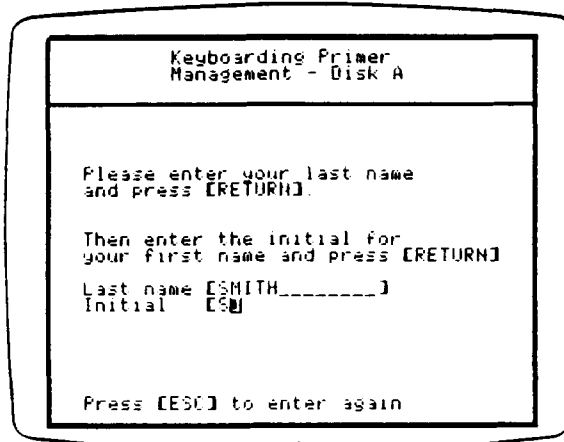 Keyboarding Primer
Management - Disk A
Please enter your last name
and press [RETURN].
Then enter the initial for
your first name and press [RETURN]
Last name [SMITH________]
Initial [S]
Press [ESC] to enter again